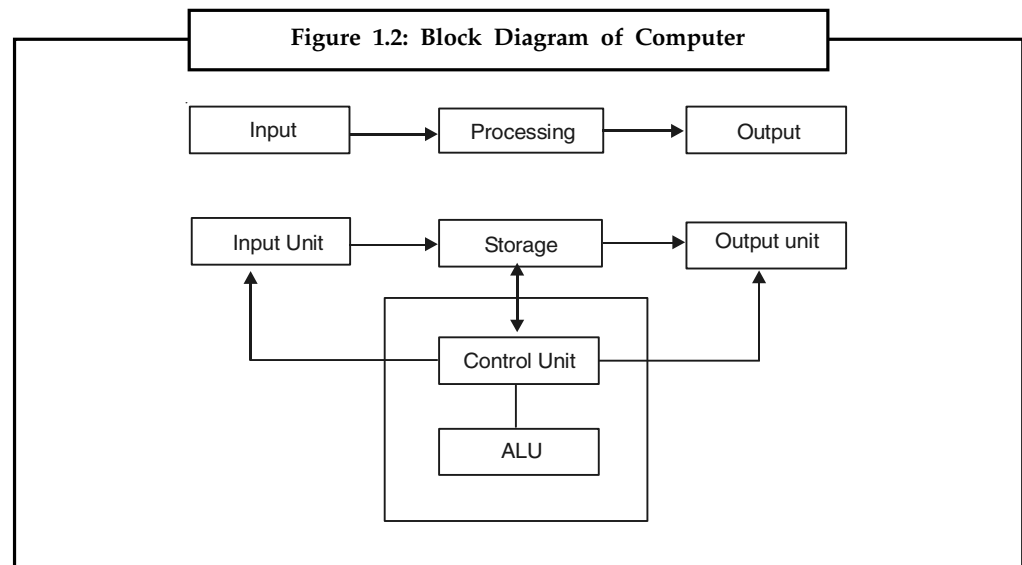 Figure 1.2: Block Diagram of Computer
Input
Processing
Output
Input Unit
Storage
Output unit
Control Unit
ALU